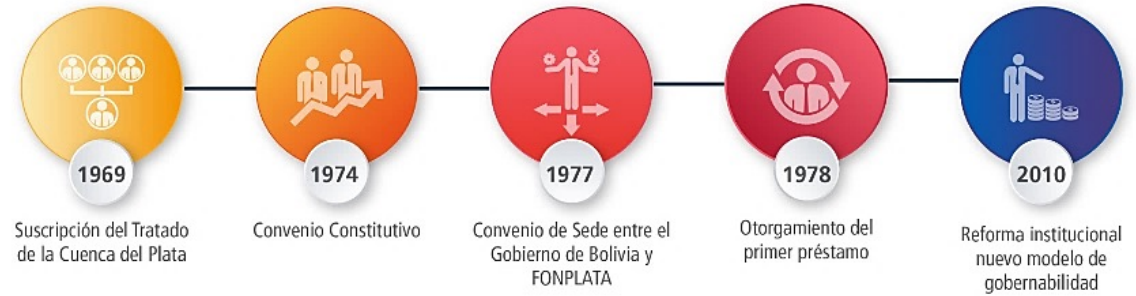 1969
Suscripción del Tratado
de la Cuenca del Plata
1974
Convenio Constitutivo
1977
Convenio de Sede entre el
Gobierno de Bolivia y
FONPLATA
1978
Otorgamiento del
primer préstamo
2010
Reforma institucional
nuevo modelo de
gobernabilidad